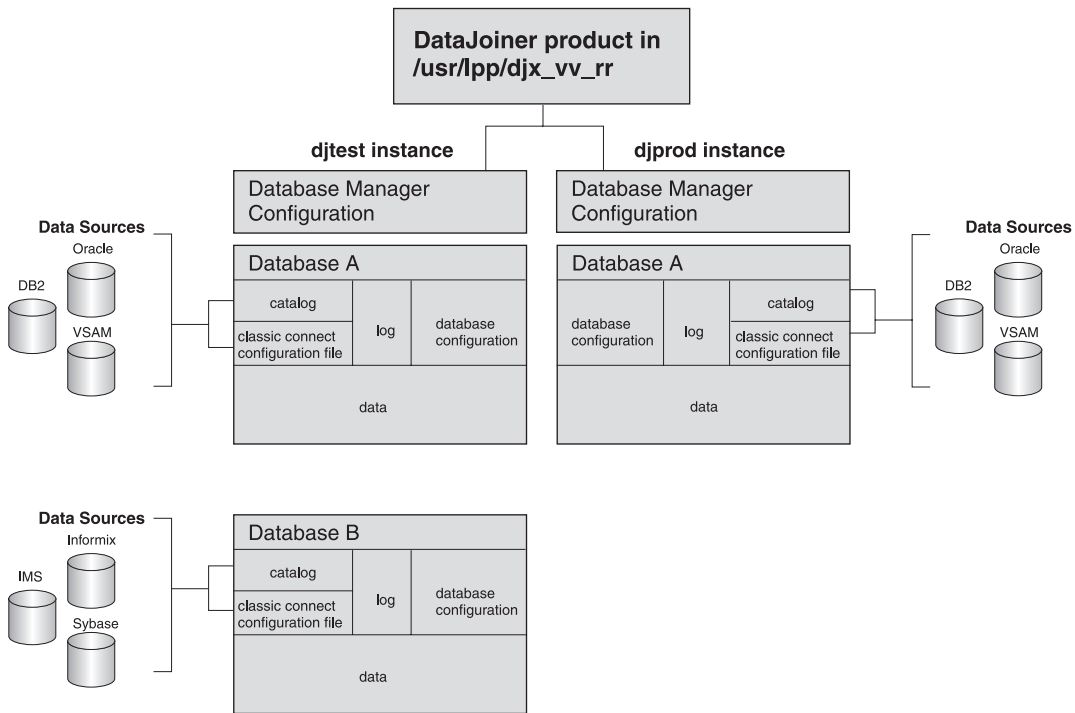 DataJoiner product in
/usr/lpp/djx_vv_rr
djtest instance
djprod instance
Database Manager
Configuration
Database Manager
Configuration
Data Sources
Oracle
DB2
VSAM
Database A
catalog
classic connect
configuration file
log
database
configuration
data
Database A
database
configuration
log
catalog
classic connect
configuration file
data
Data Sources
Oracle
DB2
VSAM
Data Sources
Informix
IMS
Sybase
Database B
catalog
classic connect
configuration file
log
database
configuration
data